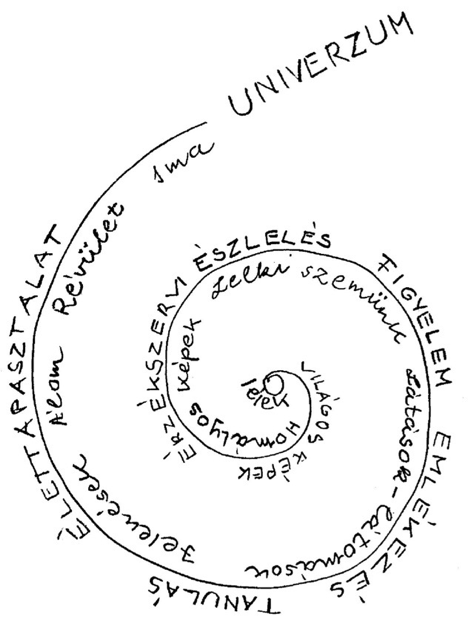 UNIVERZUM
Ima
Révület
Álom
Jelenések
Látások - látomások
Lelki szemünk
Homályos képek
lélek
VILÁGOS KÉPEK
ÉRZÉKSZERVI ÉSZLELÉS
FIGYELEM
EMLÉKEZÉS
TANULÁS
ÉLETTAPASZTALAT